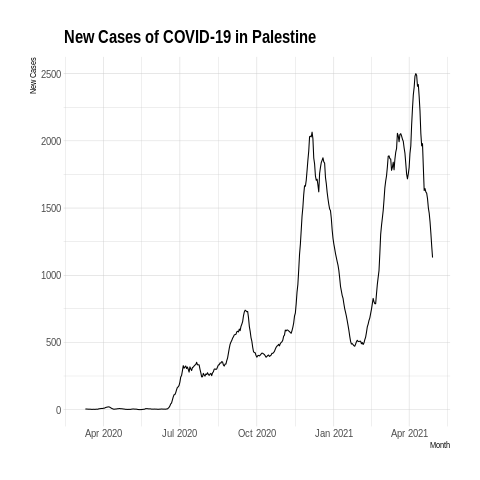 New Cases of COVID-19 in Palestine
New Cases
2500
2000
1500
1000
500
0
Apr 2020 Jul 2020 Oct 2020 Jan 2021 Apr 2021
Month